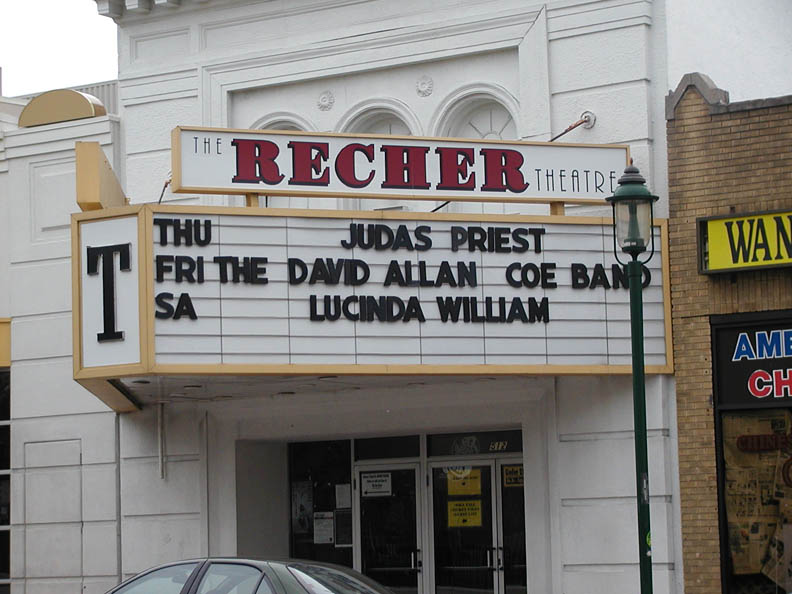 THE RECHER THEATRE
T
THU JUDAS PRIEST
FRI THE DAVID ALLAN COE BAND
SA LUCINDA WILLIAM
WAN
AME
CH
512